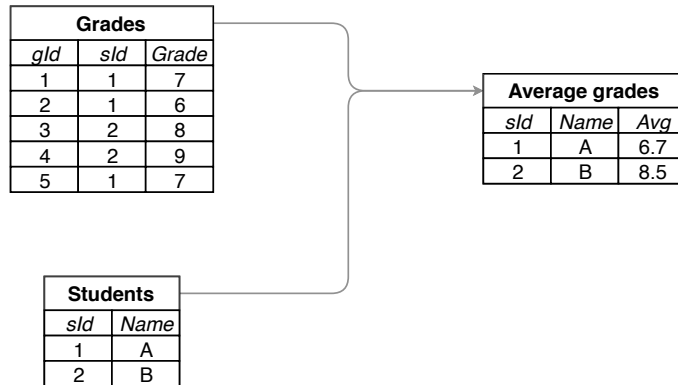 Grades
gId sId Grade
1 1 7
2 1 6
3 2 8
4 2 9
5 1 7
Average grades
sId Name Avg
1 A 6.7
2 B 8.5
Students
sId Name
1 A
2 B